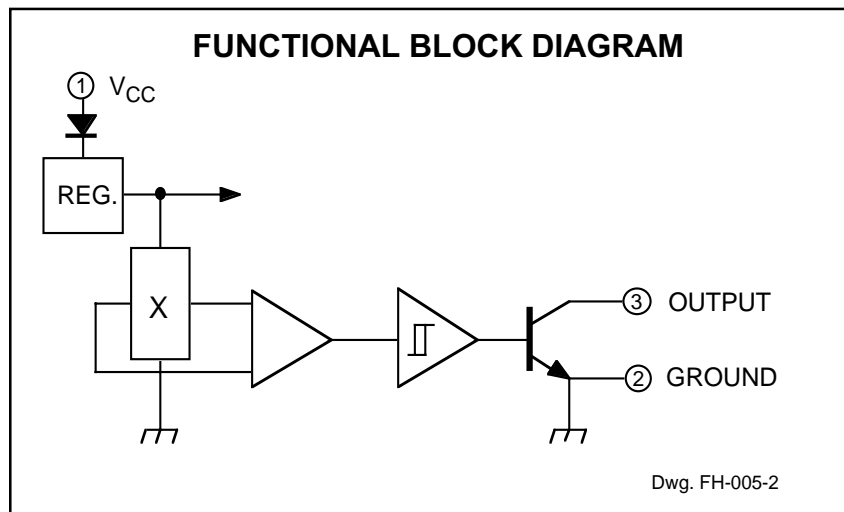 FUNCTIONAL BLOCK DIAGRAM
1 VCC
REG.
X
3 OUTPUT
2 GROUND
Dwg. FH-005-2